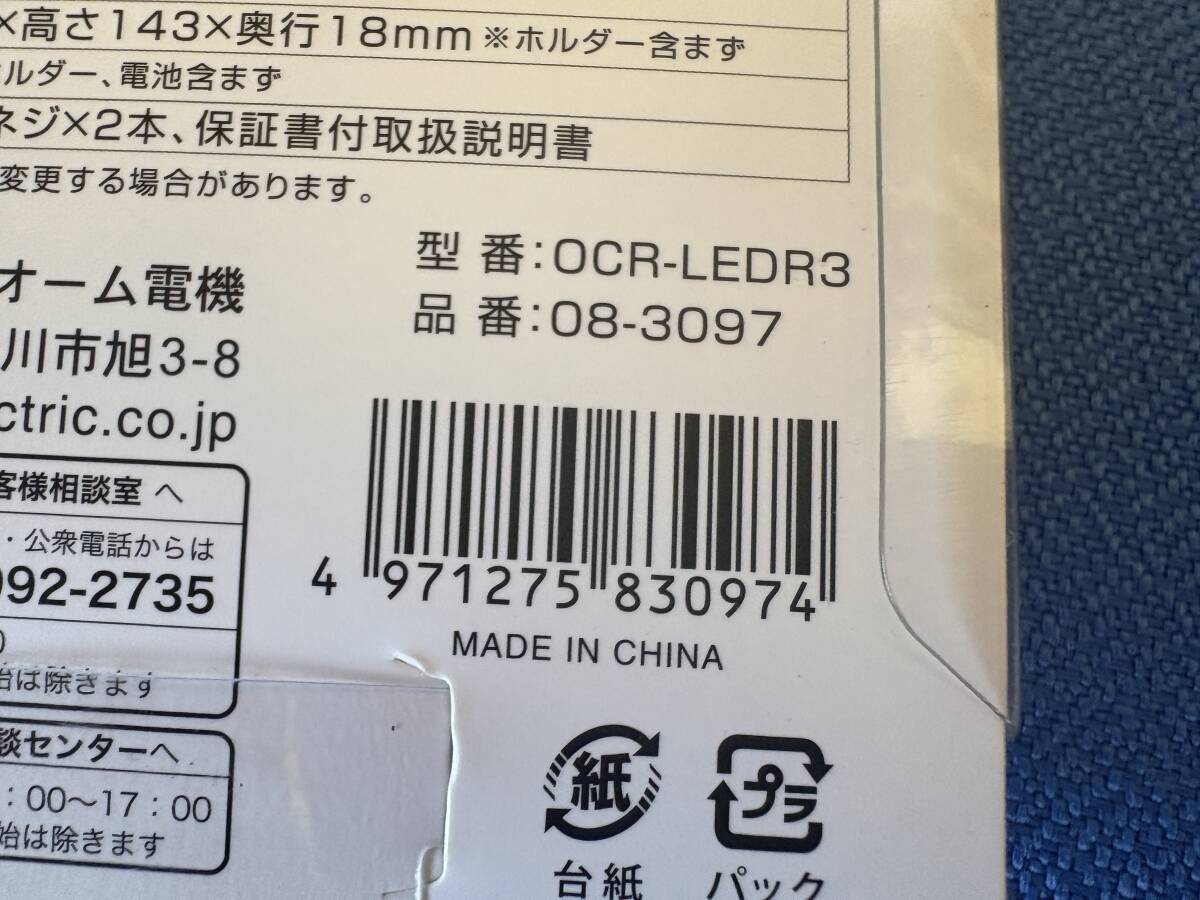 ×高さ143×奥行18mm ※ホルダー含まず
ルダー、電池含まず
ネジ×2本、保証書付取扱説明書
変更する場合があります。
型 番:OCR-LEDR3
品 番:08-3097
オーム電機
川市旭3-8
ctric.co.jp
客様相談室 へ
・公衆電話からは
992-2735
始は除きます
談センターへ
:00〜17:00
始は除きます
4 971275 830974
MADE IN CHINA
紙
台紙
プラ
パック